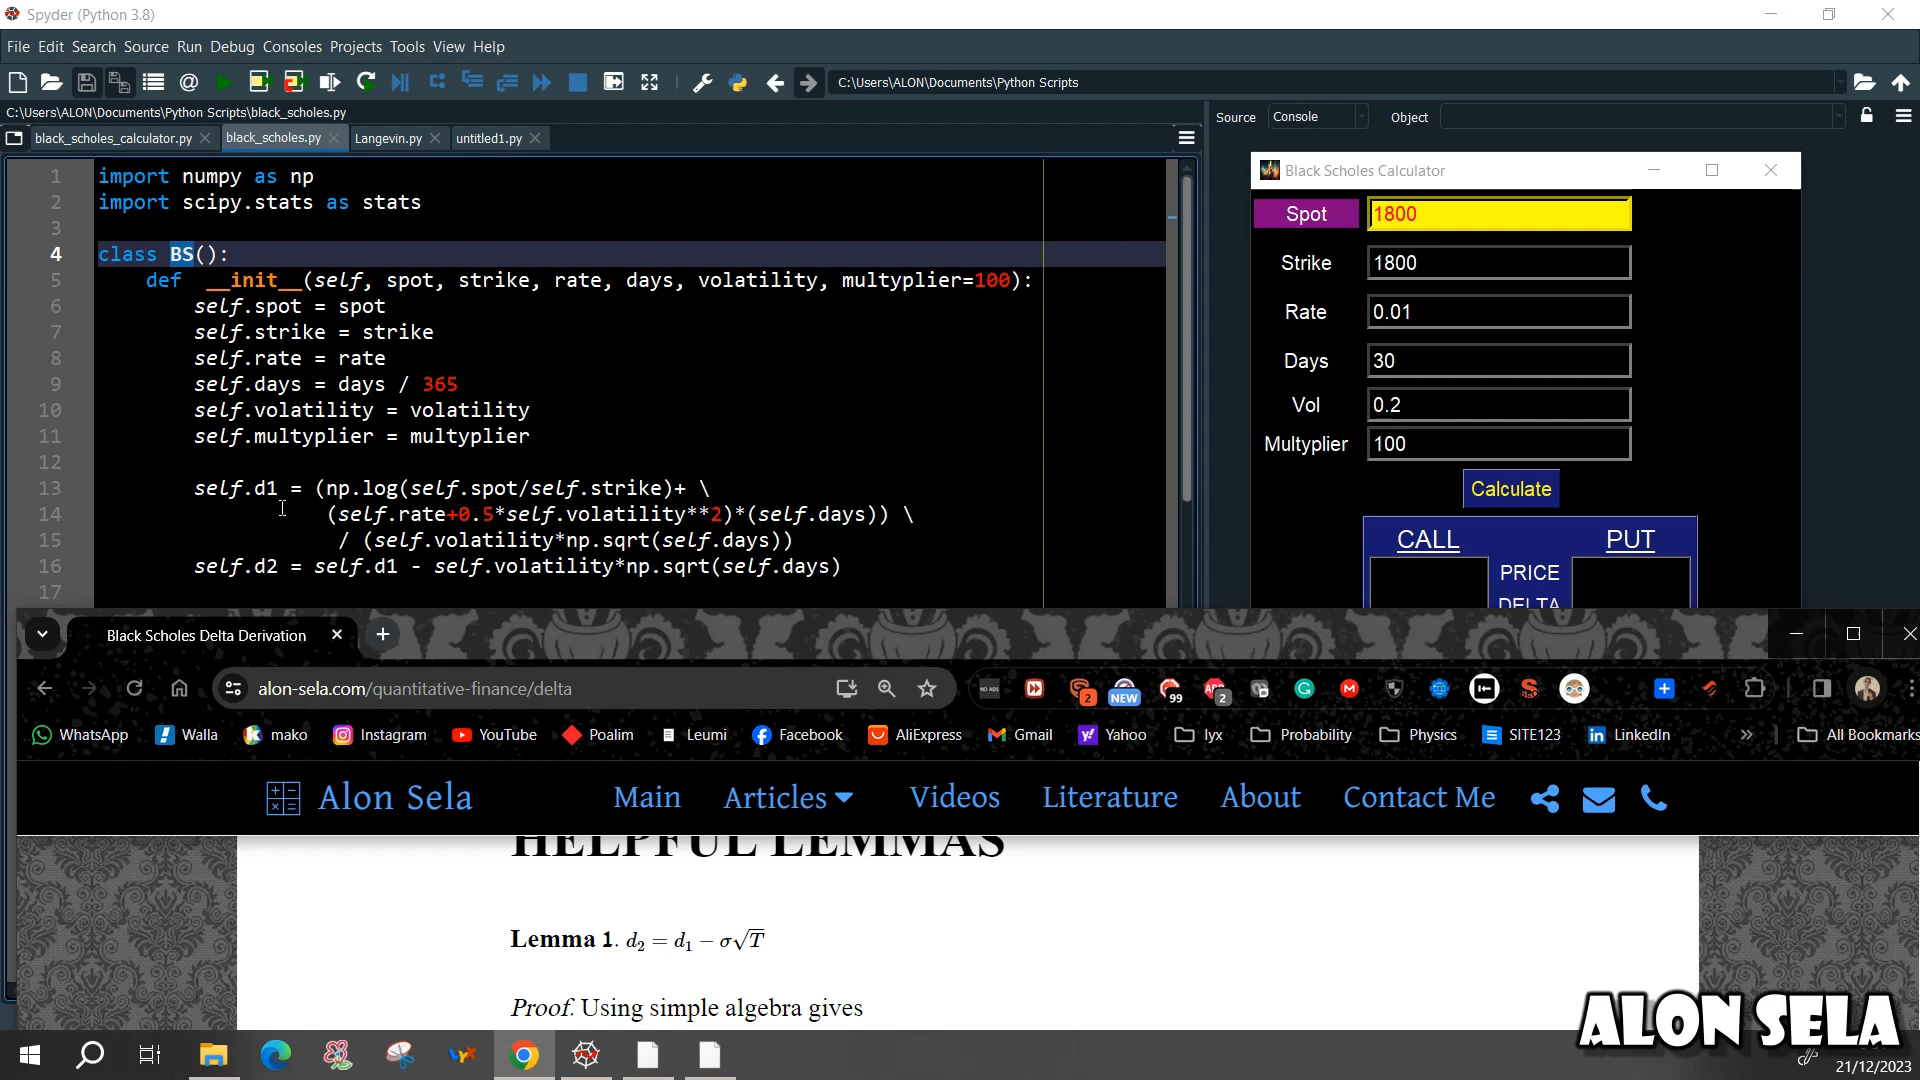 Spyder (Python 3.8)
File Edit Search Source Run Debug Consoles Projects Tools View Help
C:\Users\ALON\Documents\Python Scripts
C:\Users\ALON\Documents\Python Scripts\black_scholes.py
Source Console Object
black_scholes_calculator.py black_scholes.py Langevin.py untitled1.py
1 import numpy as np
2 import scipy.stats as stats
3
4 class BS():
5 def __init__(self, spot, strike, rate, days, volatility, multyplier=100):
6 self.spot = spot
7 self.strike = strike
8 self.rate = rate
9 self.days = days / 365
10 self.volatility = volatility
11 self.multyplier = multyplier
12
13 self.d1 = (np.log(self.spot/self.strike)+ \
14 (self.rate+0.5*self.volatility**2)*(self.days)) \
15 / (self.volatility*np.sqrt(self.days))
16 self.d2 = self.d1 - self.volatility*np.sqrt(self.days)
17
Black Scholes Calculator
Spot 1800
Strike 1800
Rate 0.01
Days 30
Vol 0.2
Multyplier 100
Calculate
CALL PUT
PRICE
DELTA
Black Scholes Delta Derivation
alon-sela.com/quantitative-finance/delta
NO ADS 2 NEW 99 2
WhatsApp Walla mako Instagram YouTube Poalim Leumi Facebook AliExpress Gmail Yahoo lyx Probability Physics SITE123 LinkedIn » All Bookmarks
Alon Sela Main Articles Videos Literature About Contact Me
HELPFUL LEMMAS
Lemma 1. d₂ = d₁ − σ√T
Proof. Using simple algebra gives
ALON SELA
21/12/2023